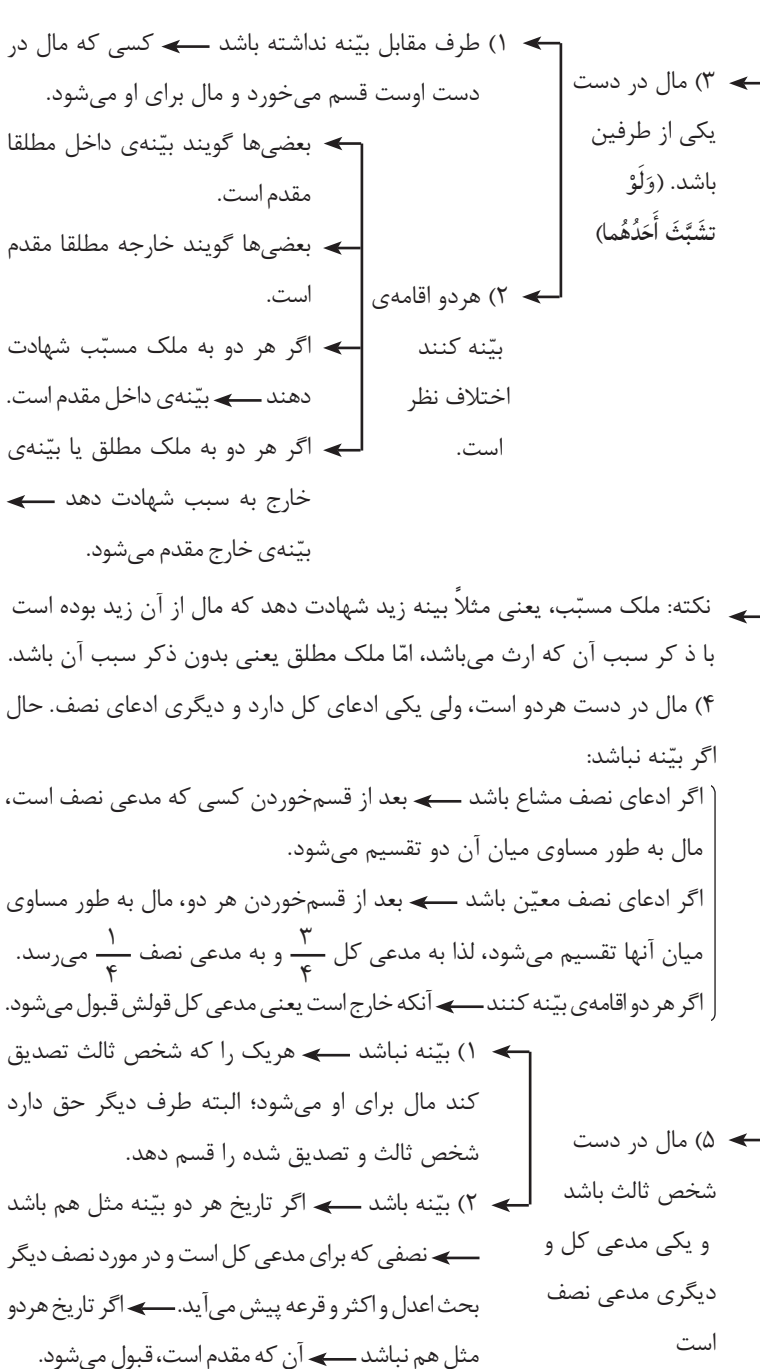 ۳) مال در دست
یکی از طرفین
باشد. (وَلَوْ
تشَبَّثَ أَحَدُهُما)
۱) طرف مقابل بیّنه نداشته باشد ← کسی که مال در
دست اوست قسم می‌خورد و مال برای او می‌شود.
۲) هردو اقامه‌ی
بیّنه کنند
اختلاف نظر
است.
بعضی‌ها گویند بیّنه‌ی داخل مطلقا
مقدم است.
بعضی‌ها گویند خارجه مطلقا مقدم
است.
اگر هر دو به ملک مسبّب شهادت
دهند ← بیّنه‌ی داخل مقدم است.
اگر هر دو به ملک مطلق یا بیّنه‌ی
خارج به سبب شهادت دهد ←
بیّنه‌ی خارج مقدم می‌شود.
نکته: ملک مسبّب، یعنی مثلاً بینه زید شهادت دهد که مال از آن زید بوده است
با ذ کر سبب آن که ارث می‌باشد، امّا ملک مطلق یعنی بدون ذکر سبب آن باشد.
۴) مال در دست هردو است، ولی یکی ادعای کل دارد و دیگری ادعای نصف. حال
اگر بیّنه نباشد:
اگر ادعای نصف مشاع باشد ← بعد از قسم‌خوردن کسی که مدعی نصف است،
مال به طور مساوی میان آن دو تقسیم می‌شود.
اگر ادعای نصف معیّن باشد ← بعد از قسم‌خوردن هر دو، مال به طور مساوی
میان آنها تقسیم می‌شود، لذا به مدعی کل ۳/۴ و به مدعی نصف ۱/۴ می‌رسد.
اگر هر دو اقامه‌ی بیّنه کنند ← آنکه خارج است یعنی مدعی کل قولش قبول می‌شود.
۵) مال در دست
شخص ثالث باشد
و یکی مدعی کل و
دیگری مدعی نصف
است
۱) بیّنه نباشد ← هریک را که شخص ثالث تصدیق
کند مال برای او می‌شود؛ البته طرف دیگر حق دارد
شخص ثالث و تصدیق شده را قسم دهد.
۲) بیّنه باشد ← اگر تاریخ هر دو بیّنه مثل هم باشد
← نصفی که برای مدعی کل است و در مورد نصف دیگر
بحث اعدل و اکثر و قرعه پیش می‌آید. ← اگر تاریخ هردو
مثل هم نباشد ← آن که مقدم است، قبول می‌شود.